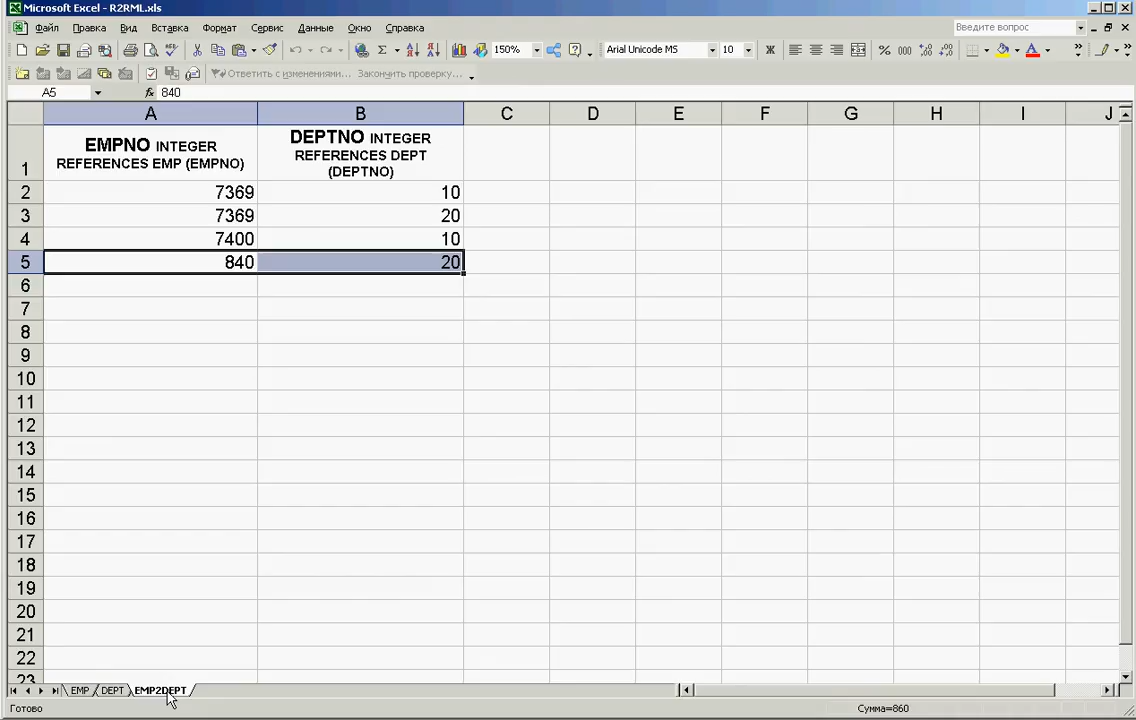 Microsoft Excel - R2RML.xls
Файл Правка Вид Вставка Формат Сервис Данные Окно Справка Введите вопрос
150% Arial Unicode MS 10 Ж % 000
Ответить с изменениями... Закончить проверку...
A5 fx 840
A B C D E F G H I J
EMPNO INTEGER
REFERENCES EMP (EMPNO)
DEPTNO INTEGER
REFERENCES DEPT
(DEPTNO)
1
2 7369 10
3 7369 20
4 7400 10
5 840 20
6
7
8
9
10
11
12
13
14
15
16
17
18
19
20
21
22
23
EMP DEPT EMP2DEPT
Готово Сумма=860